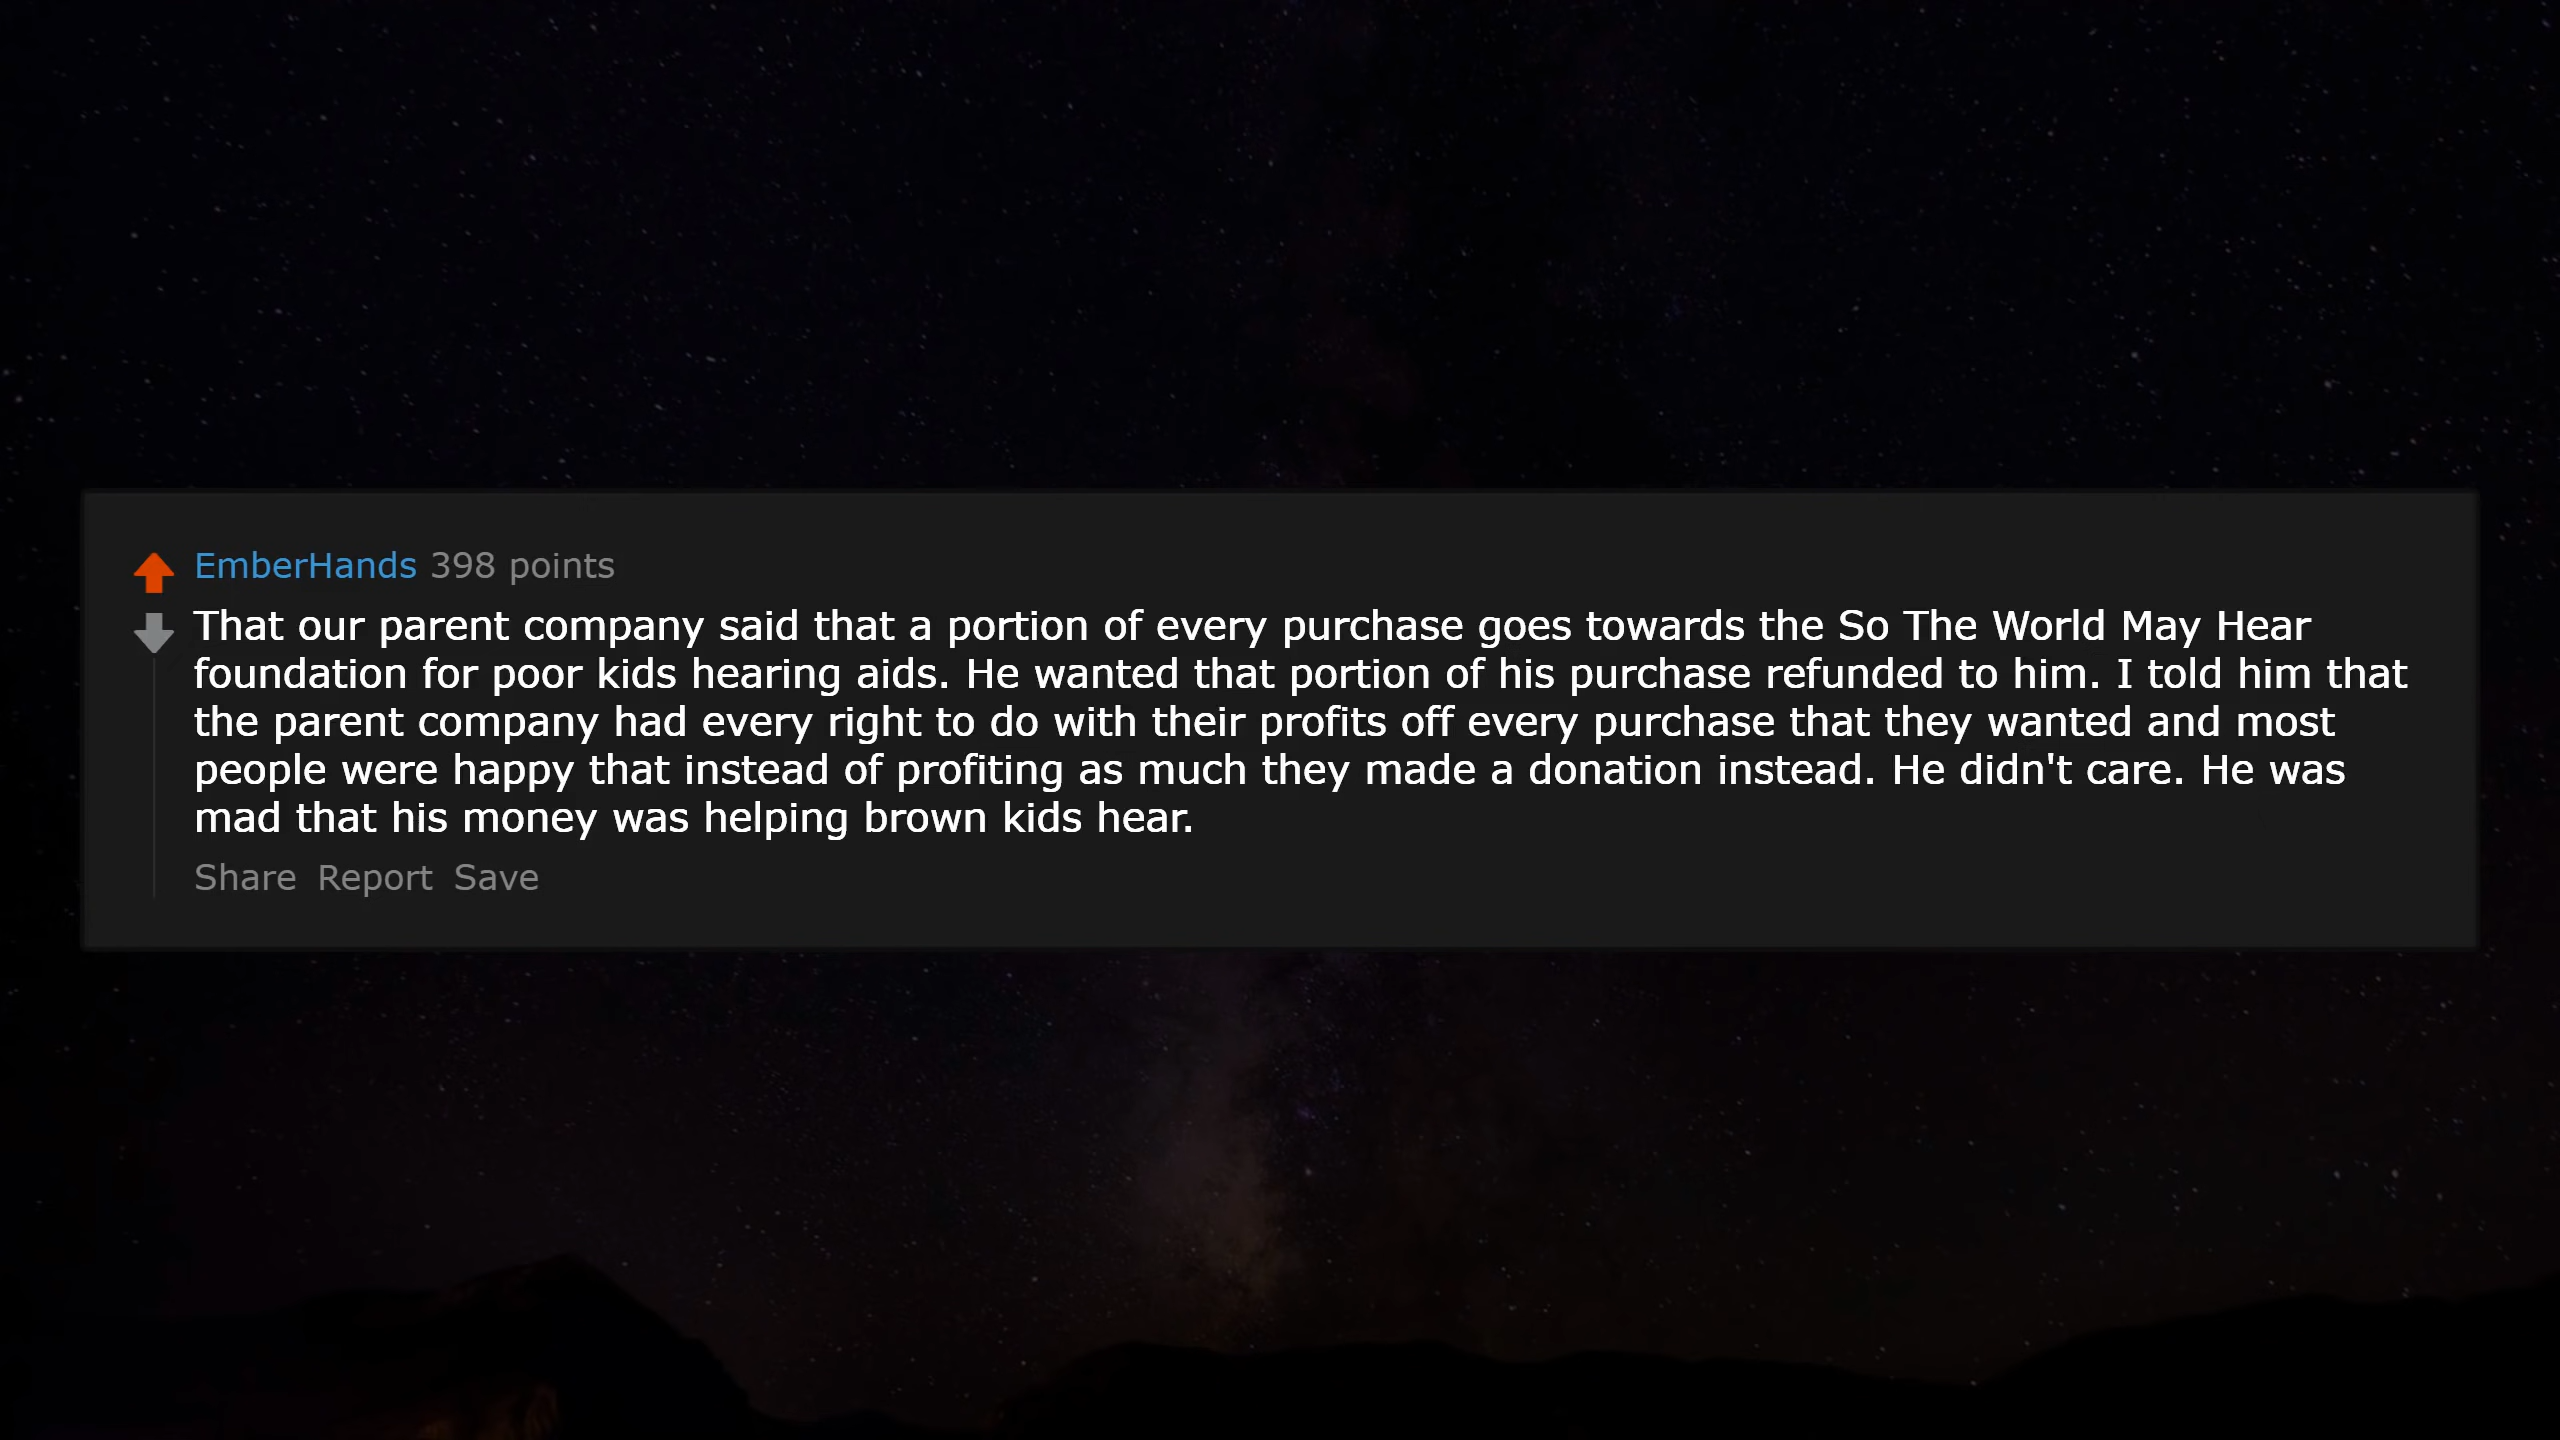 EmberHands 398 points
That our parent company said that a portion of every purchase goes towards the So The World May Hear
foundation for poor kids hearing aids. He wanted that portion of his purchase refunded to him. I told him that
the parent company had every right to do with their profits off every purchase that they wanted and most
people were happy that instead of profiting as much they made a donation instead. He didn't care. He was
mad that his money was helping brown kids hear.
Share Report Save